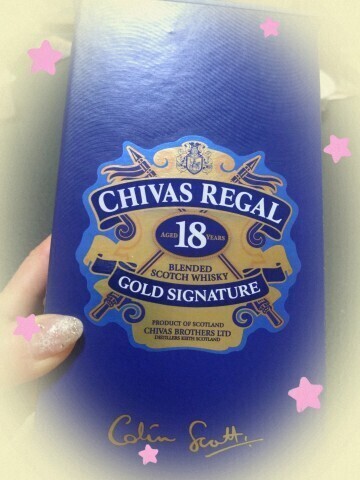 CHIVAS REGAL
AGED 18 YEARS
BLENDED
SCOTCH WHISKY
GOLD SIGNATURE
PRODUCT OF SCOTLAND
CHIVAS BROTHERS LTD
DISTILLERS KEITH SCOTLAND
Colin Scott.